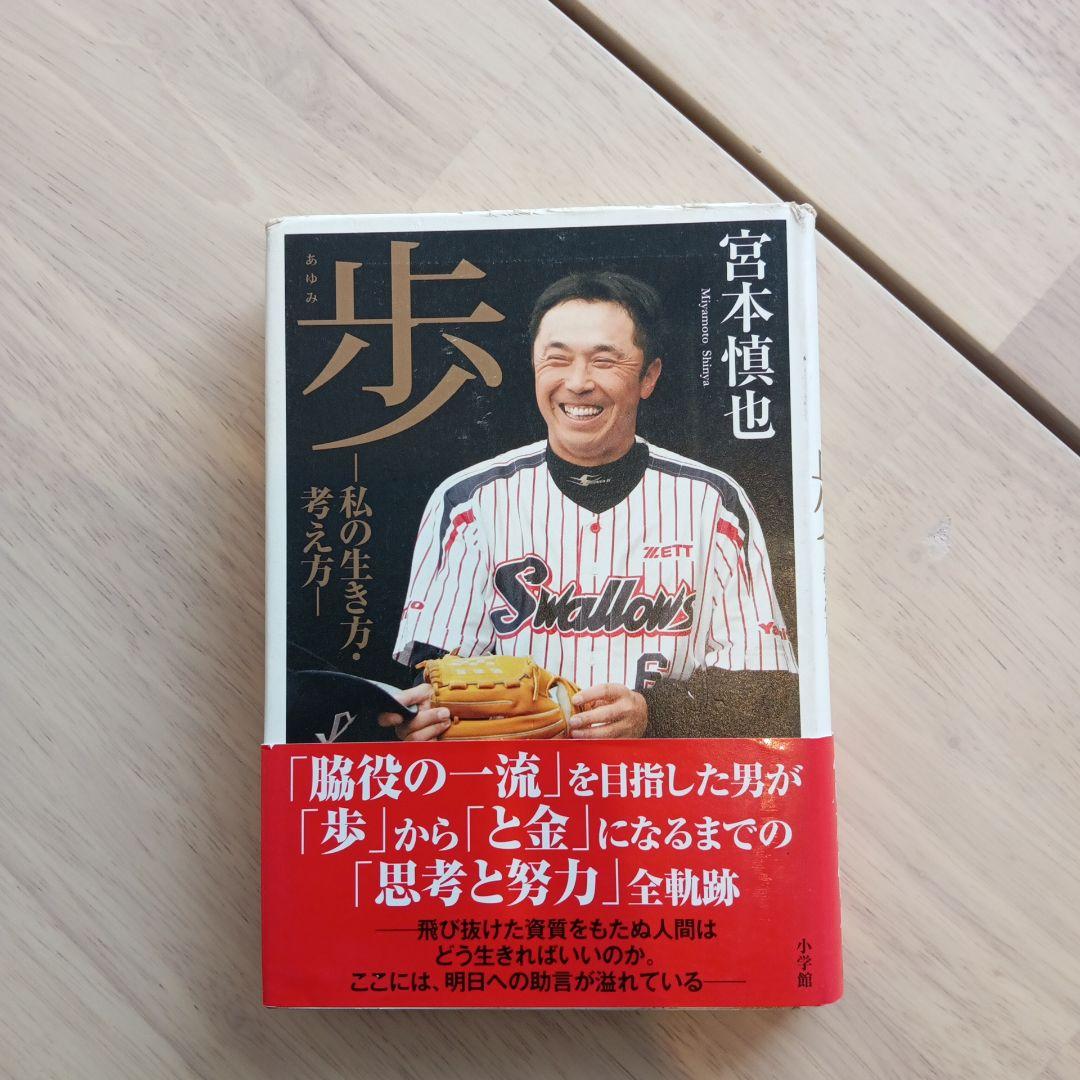 歩
あゆみ
―私の生き方・
考え方―
宮本慎也
Miyamoto Shinya
ZETT
Swallows
6
「脇役の一流」を目指した男が
「歩」から「と金」になるまでの
「思考と努力」全軌跡
――飛び抜けた資質をもたぬ人間は
どう生きればいいのか。
ここには、明日への助言が溢れている――
小学館